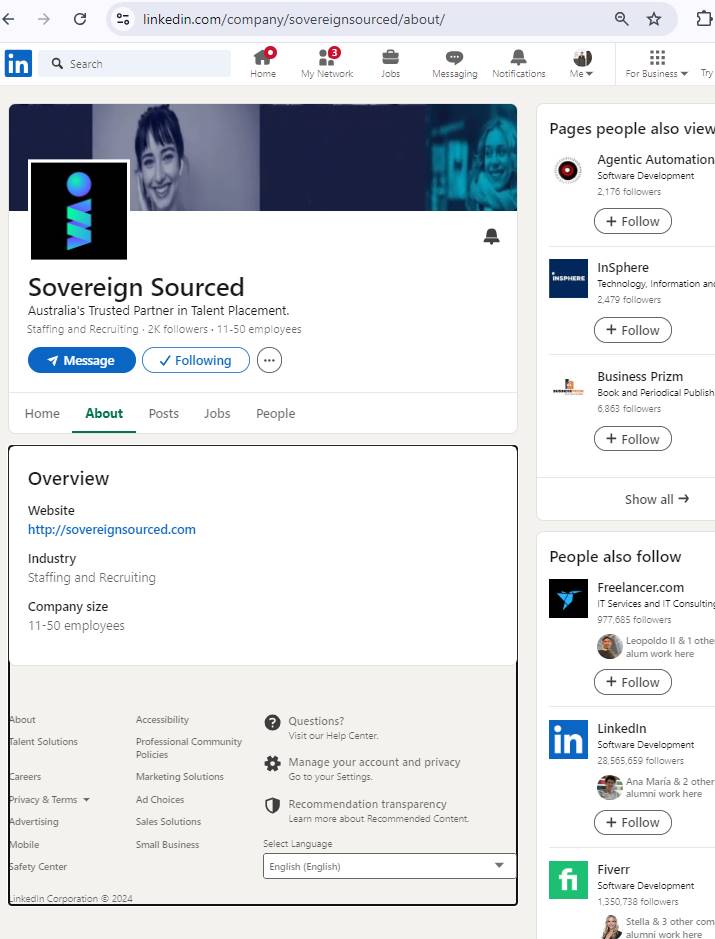 linkedin.com/company/sovereignsourced/about/
in
Search
Home
3
My Network
Jobs
Messaging
Notifications
Me
For Business
Try
Sovereign Sourced
Australia's Trusted Partner in Talent Placement.
Staffing and Recruiting · 2K followers · 11-50 employees
Message
Following
Home
About
Posts
Jobs
People
Overview
Website
http://sovereignsourced.com
Industry
Staffing and Recruiting
Company size
11-50 employees
About
Accessibility
Talent Solutions
Professional Community
Policies
Careers
Marketing Solutions
Privacy & Terms
Ad Choices
Advertising
Sales Solutions
Mobile
Small Business
Safety Center
Questions?
Visit our Help Center.
Manage your account and privacy
Go to your Settings.
Recommendation transparency
Learn more about Recommended Content.
Select Language
English (English)
LinkedIn Corporation © 2024
Pages people also view
Agentic Automation
Software Development
2,176 followers
+ Follow
INSPHERE
InSphere
Technology, Information and
2,479 followers
+ Follow
Business Prizm
Book and Periodical Publish
6,863 followers
+ Follow
Show all →
People also follow
Freelancer.com
IT Services and IT Consulting
977,685 followers
Leopoldo II & 1 othe
alum work here
+ Follow
in
LinkedIn
Software Development
28,565,659 followers
Ana María & 2 other
alumni work here
+ Follow
fi
Fiverr
Software Development
1,350,738 followers
Stella & 3 other com
alumni work here